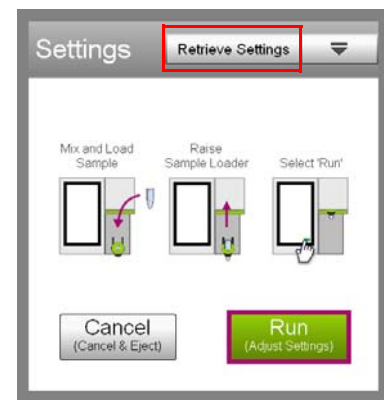 Settings
Retrieve Settings
Mix and Load
Sample
Raise
Sample Loader
Select 'Run'
Cancel
(Cancel & Eject)
Run
(Adjust Settings)